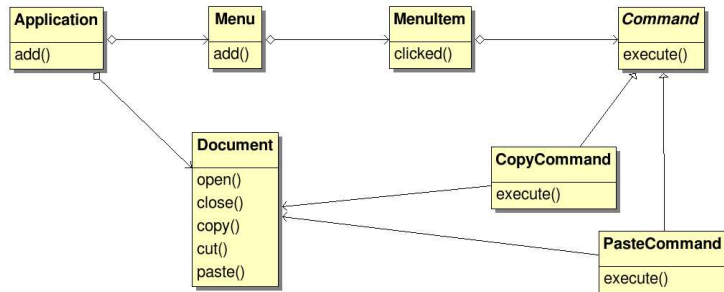 Application
add()
Menu
add()
MenuItem
clicked()
Command
execute()
Document
open()
close()
copy()
cut()
paste()
CopyCommand
execute()
PasteCommand
execute()